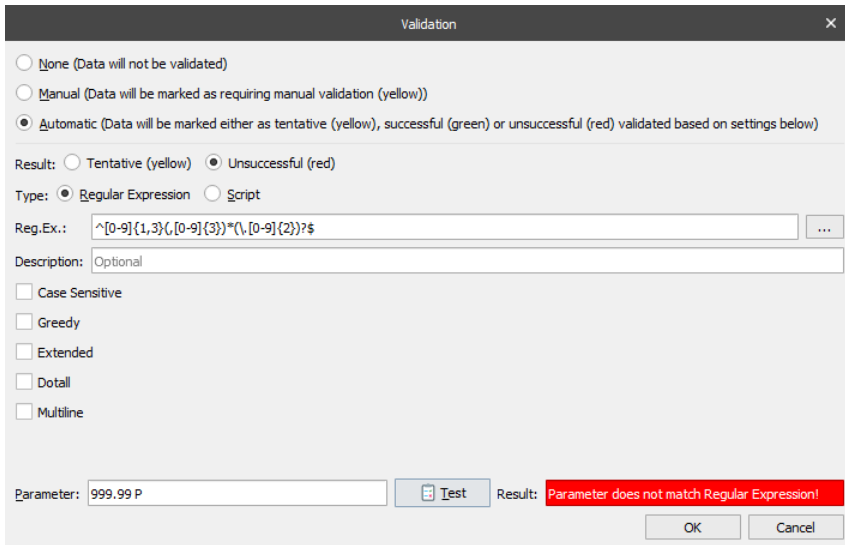 Validation
None (Data will not be validated)
Manual (Data will be marked as requiring manual validation (yellow))
Automatic (Data will be marked either as tentative (yellow), successful (green) or unsuccessful (red) validated based on settings below)
Result: Tentative (yellow) Unsuccessful (red)
Type: Regular Expression Script
Reg.Ex.: ^[0-9]{1,3}(,[0-9]{3})*(\.[0-9]{2})?$ ...
Description: Optional
Case Sensitive
Greedy
Extended
Dotall
Multiline
Parameter: 999.99 P Test Result: Parameter does not match Regular Expression!
OK Cancel